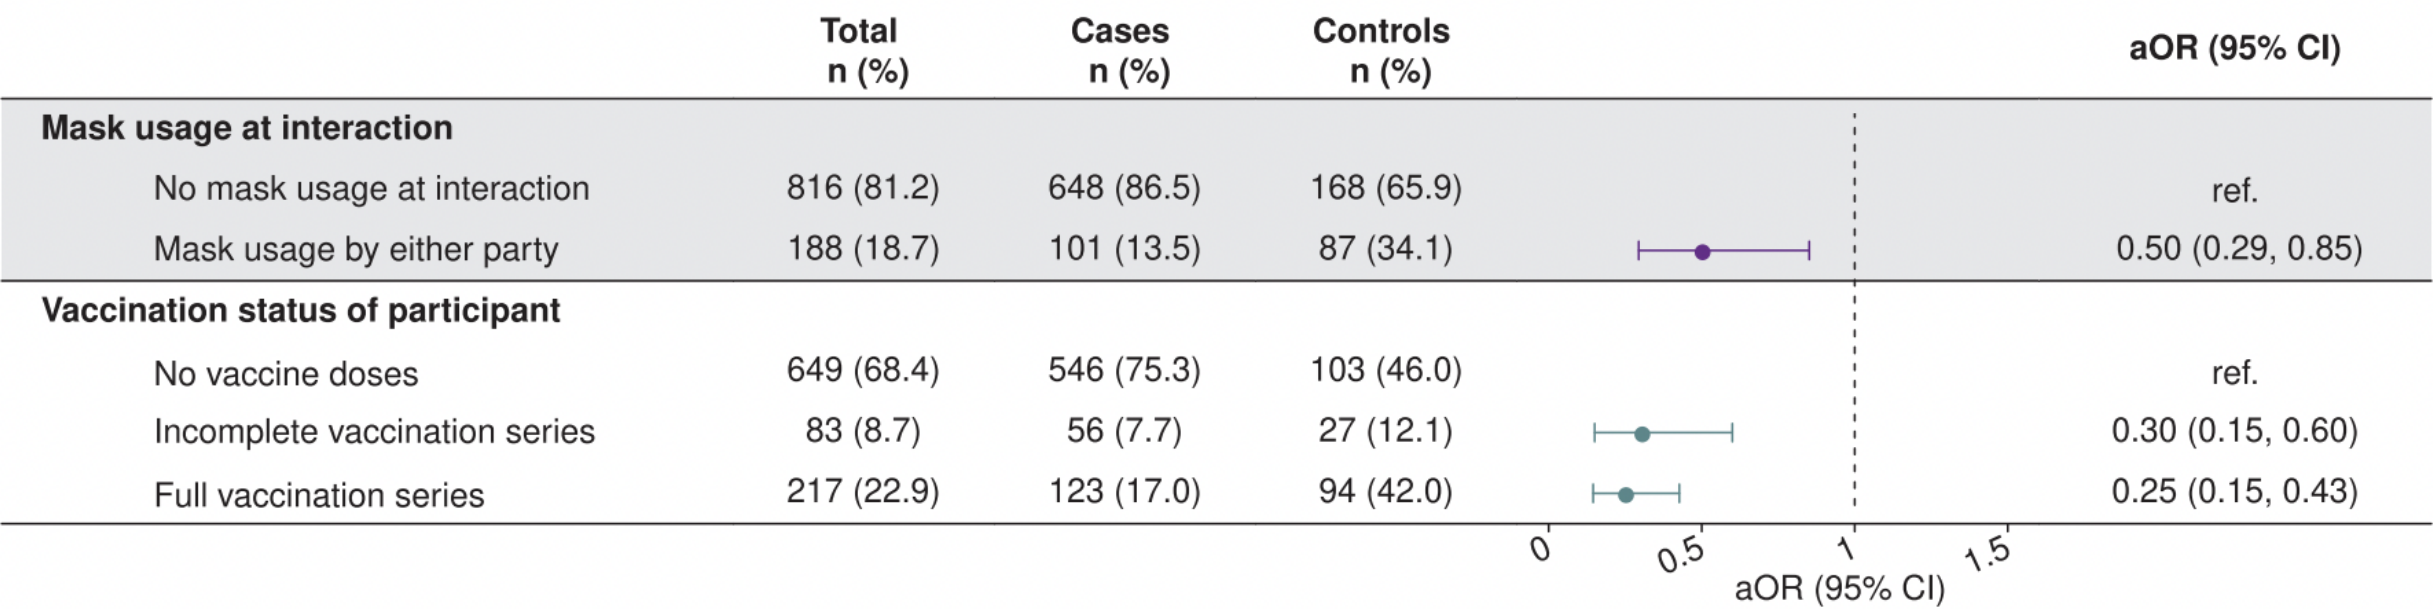 Total Cases Controls
n (%) n (%) n (%) aOR (95% CI)
Mask usage at interaction
No mask usage at interaction 816 (81.2) 648 (86.5) 168 (65.9) ref.
Mask usage by either party 188 (18.7) 101 (13.5) 87 (34.1) 0.50 (0.29, 0.85)
Vaccination status of participant
No vaccine doses 649 (68.4) 546 (75.3) 103 (46.0) ref.
Incomplete vaccination series 83 (8.7) 56 (7.7) 27 (12.1) 0.30 (0.15, 0.60)
Full vaccination series 217 (22.9) 123 (17.0) 94 (42.0) 0.25 (0.15, 0.43)
0 0.5 1 1.5
aOR (95% CI)